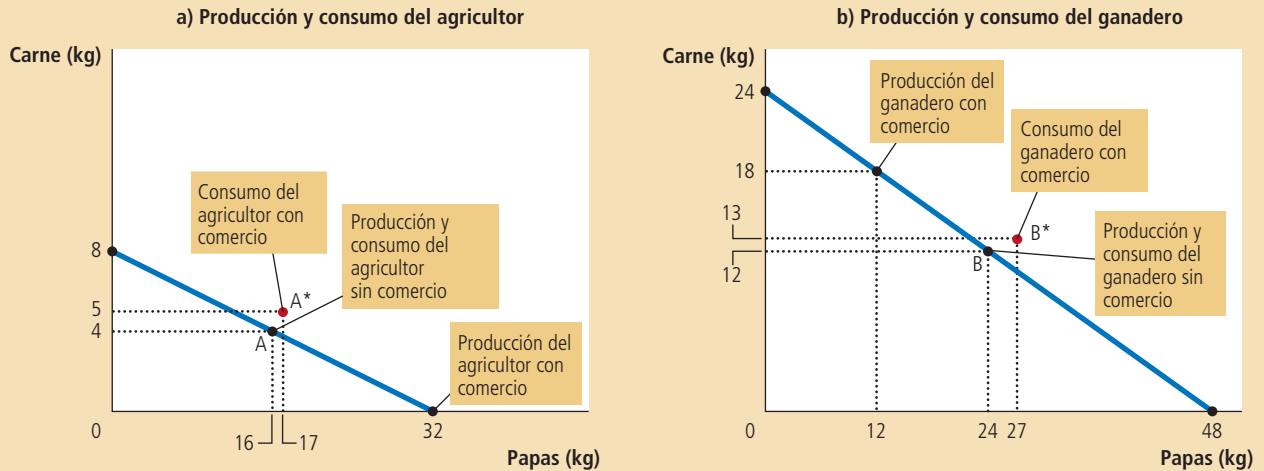 a) Producción y consumo del agricultor
Carne (kg)
8
5
4
0
Consumo del
agricultor con
comercio
Producción y
consumo del
agricultor
sin comercio
A*
A
Producción del
agricultor con
comercio
16
17
32
Papas (kg)
b) Producción y consumo del ganadero
Carne (kg)
24
18
13
12
0
Producción del
ganadero con
comercio
Consumo del
ganadero con
comercio
B*
B
Producción y
consumo del
ganadero sin
comercio
12
24
27
48
Papas (kg)